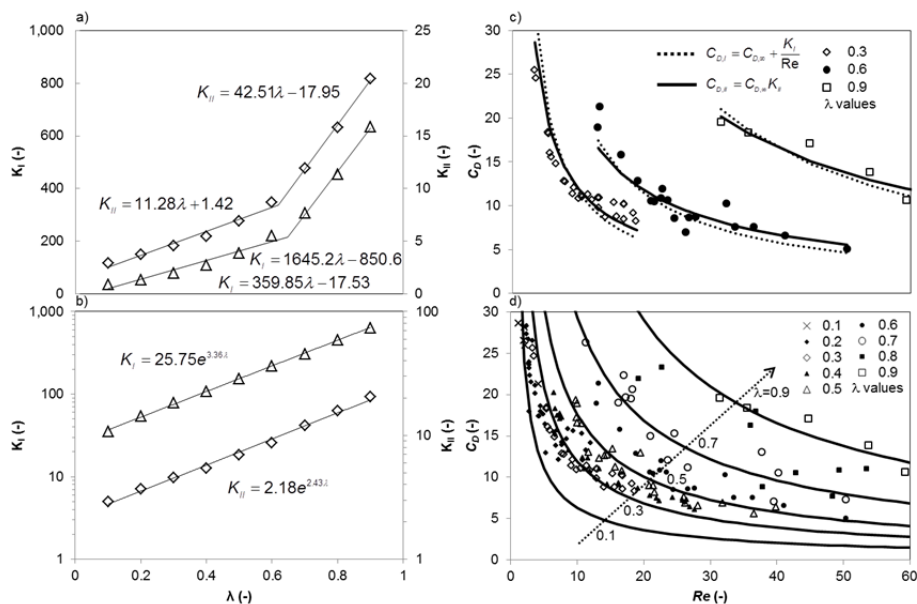 a)
1,000
800
600
400
200
0
K_I (-)
25
20
15
10
5
0
K_II (-)
K_II = 42.51λ − 17.95
K_II = 11.28λ + 1.42
K_I = 1645.2λ − 850.6
K_I = 359.85λ − 17.53
b)
1,000
100
10
1
K_I (-)
100
10
1
K_II (-)
K_I = 25.75e^{3.36λ}
K_II = 2.18e^{2.43λ}
0 0.2 0.4 0.6 0.8 1
λ (-)
c)
30
25
20
15
10
5
0
C_D (-)
C_{D,I} = C_{D,∞} + K_I / Re
C_{D,II} = C_{D,∞} K_II
0.3
0.6
0.9
λ values
d)
30
25
20
15
10
5
0
C_D (-)
0.1 0.6
0.2 0.7
0.3 0.8
0.4 0.9
0.5 λ values
λ=0.9
0.7
0.5
0.3
0.1
0 10 20 30 40 50 60
Re (-)